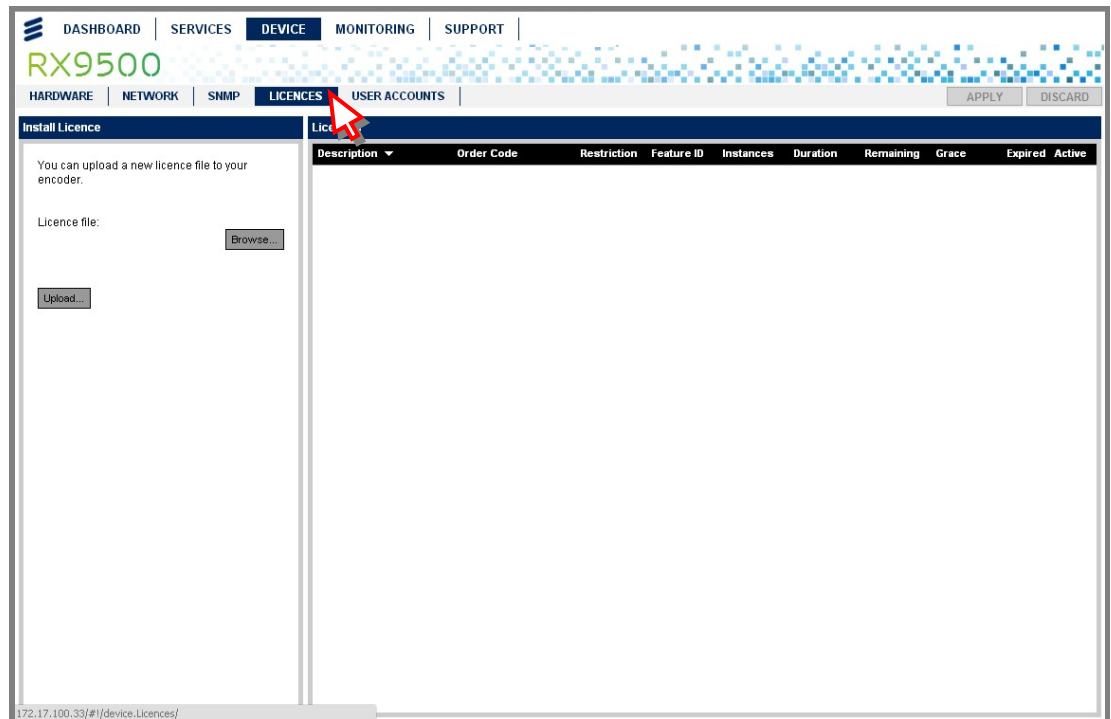 DASHBOARD SERVICES DEVICE MONITORING SUPPORT
RX9500
HARDWARE NETWORK SNMP LICENCES USER ACCOUNTS APPLY DISCARD
Install Licence
You can upload a new licence file to your
encoder.
Licence file:
Browse...
Upload...
Description Order Code Restriction Feature ID Instances Duration Remaining Grace Expired Active
172.17.100.33/#!/device.Licences/